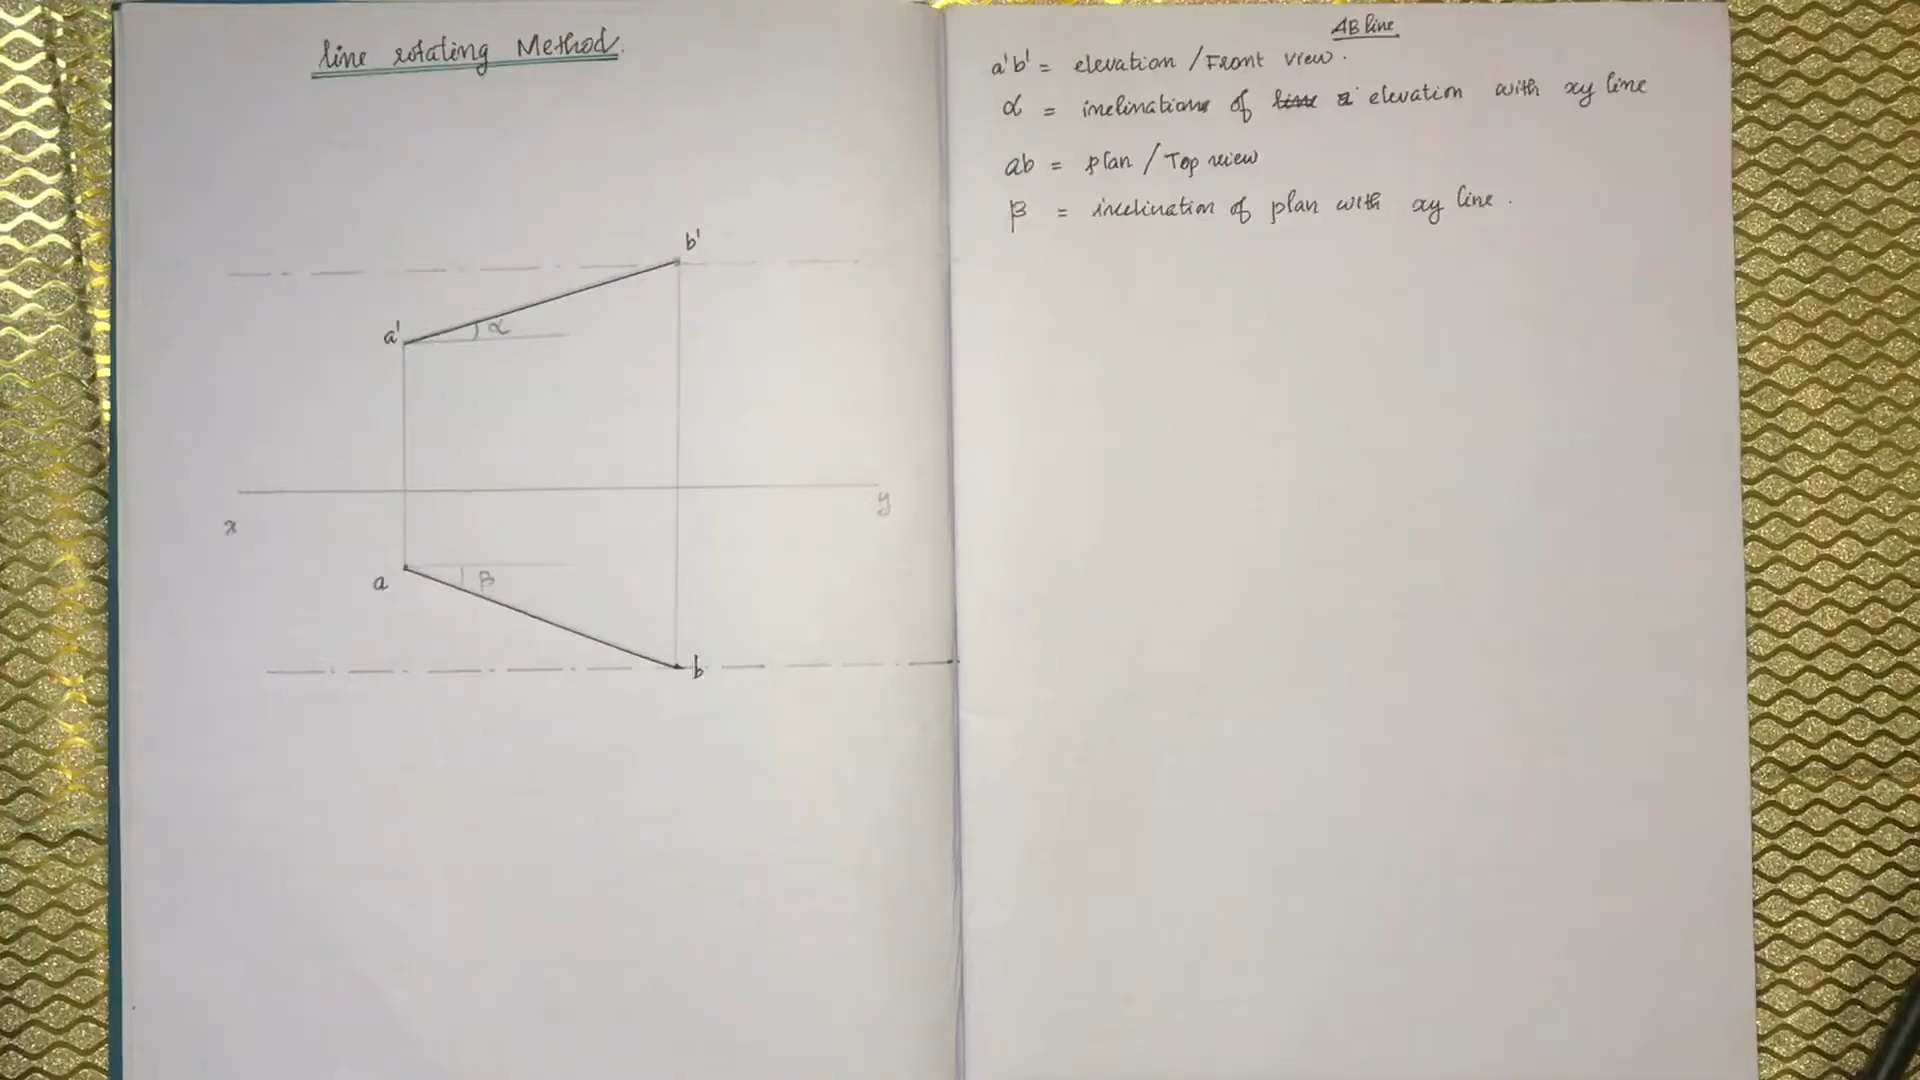 line rotating Method.
b'
a'
α
x
y
a
β
b
AB line
a'b' = elevation / Front view.
α = inclinations of elevation with xy line
ab = plan / Top view
β = inclination of plan with xy line.